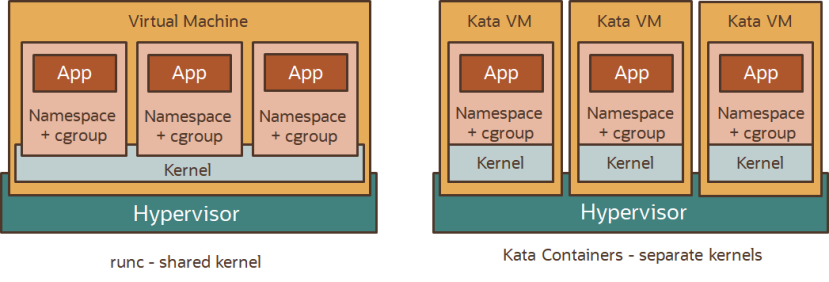 Virtual Machine
App
App
App
Namespace
+ cgroup
Namespace
+ cgroup
Namespace
+ cgroup
Kernel
Hypervisor
runc - shared kernel
Kata VM
Kata VM
Kata VM
App
App
App
Namespace
+ cgroup
Namespace
+ cgroup
Namespace
+ cgroup
Kernel
Kernel
Kernel
Hypervisor
Kata Containers - separate kernels